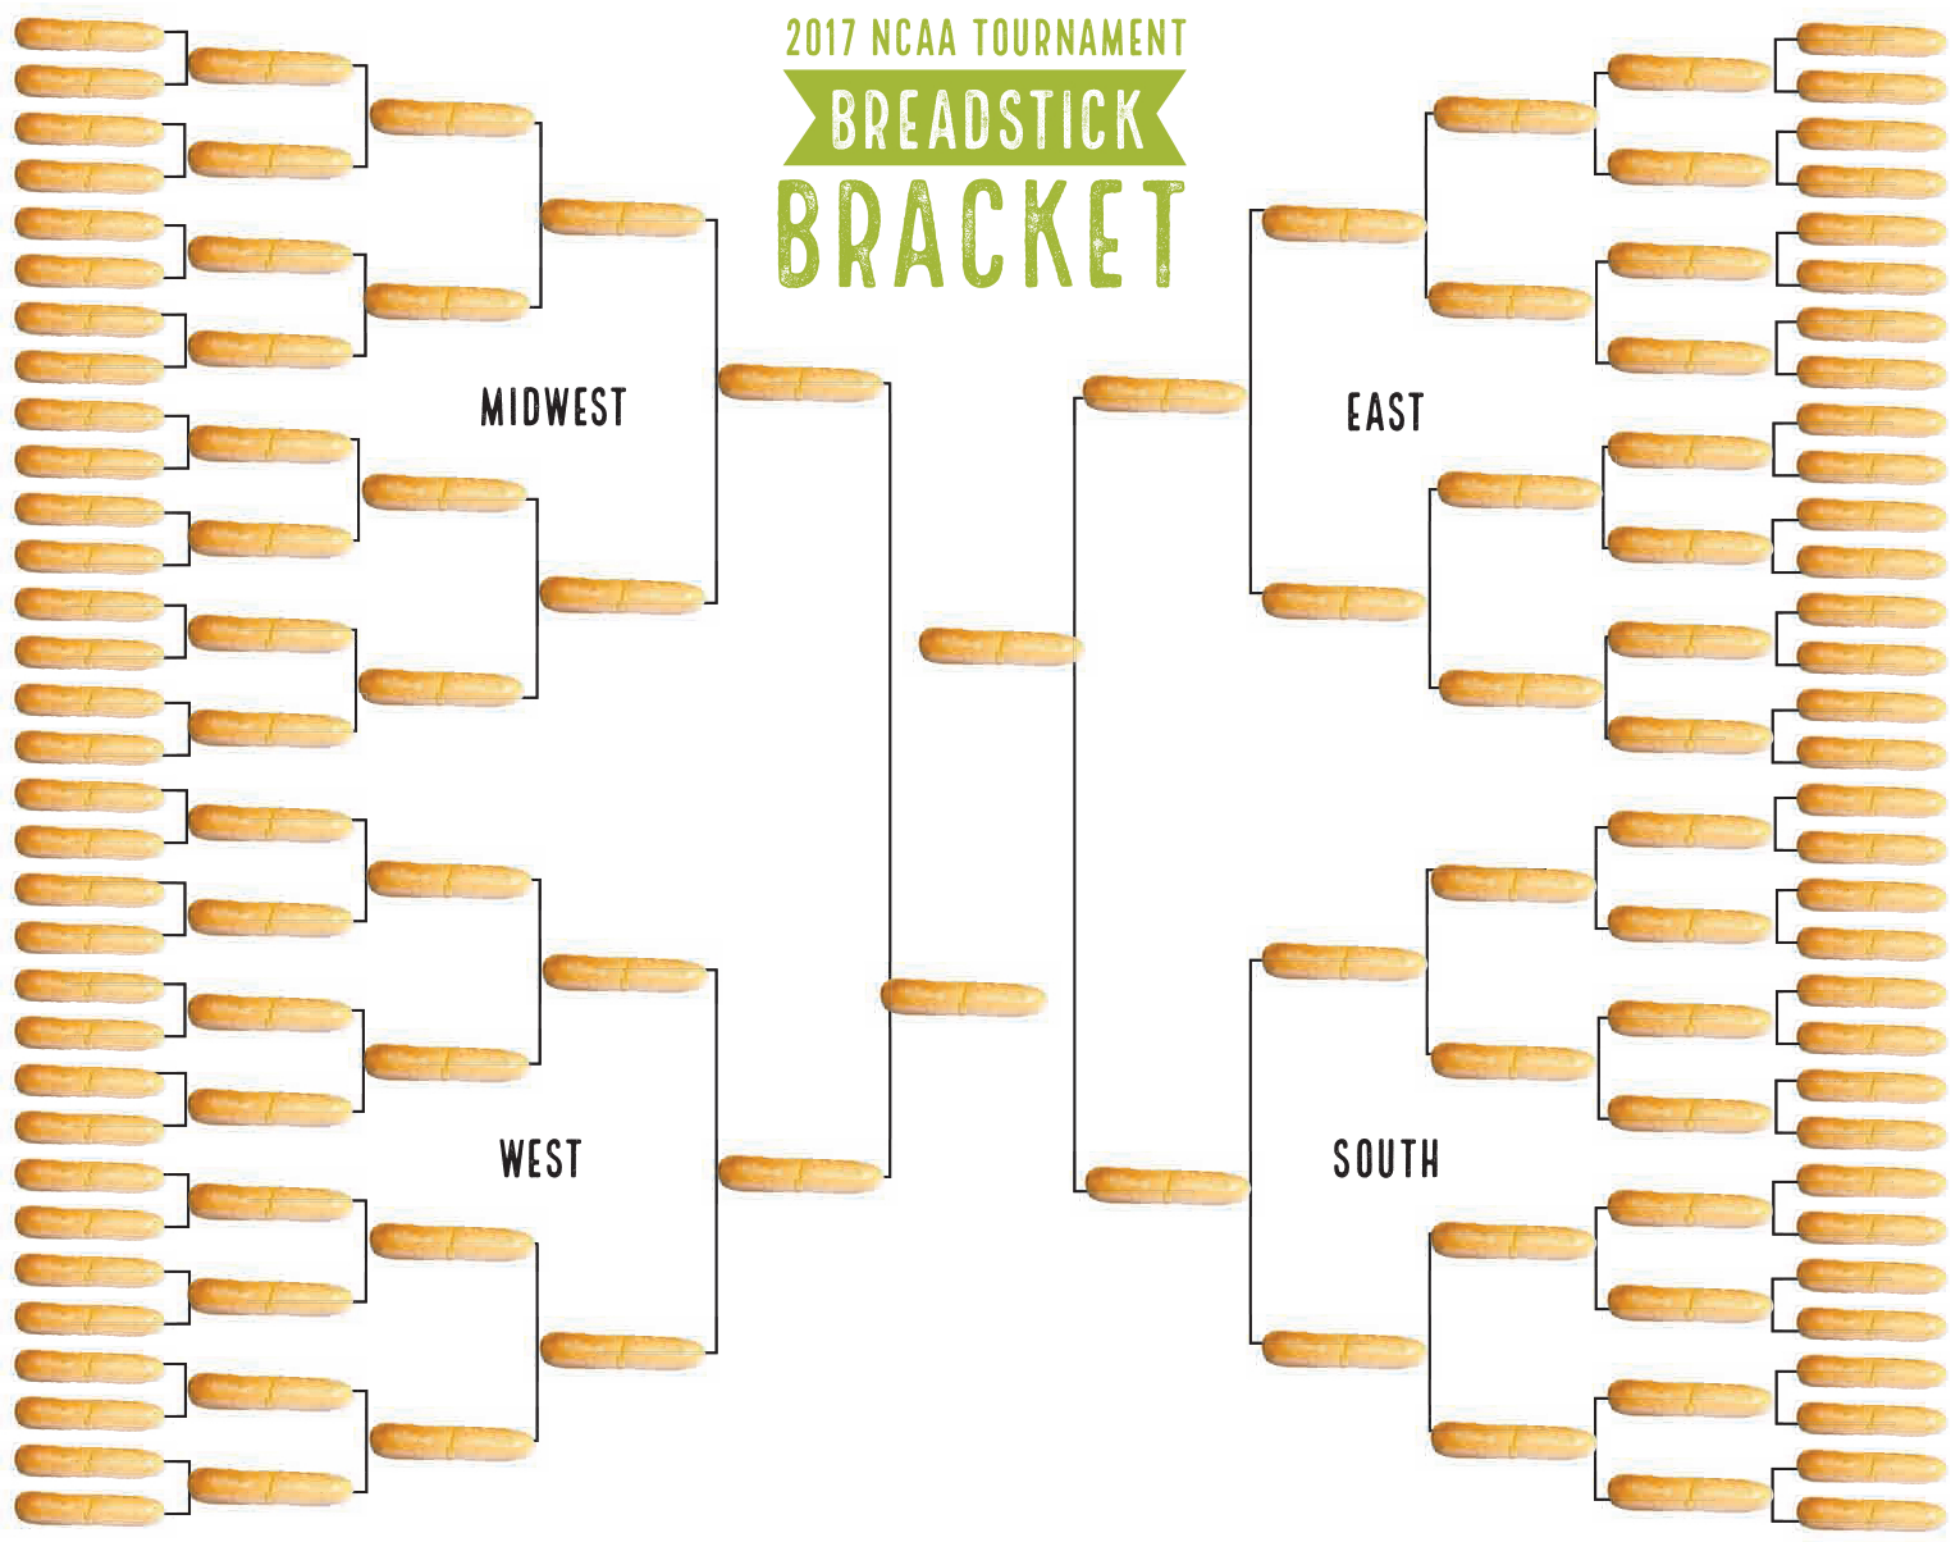 2017 NCAA TOURNAMENT
BREADSTICK
BRACKET
MIDWEST
EAST
WEST
SOUTH